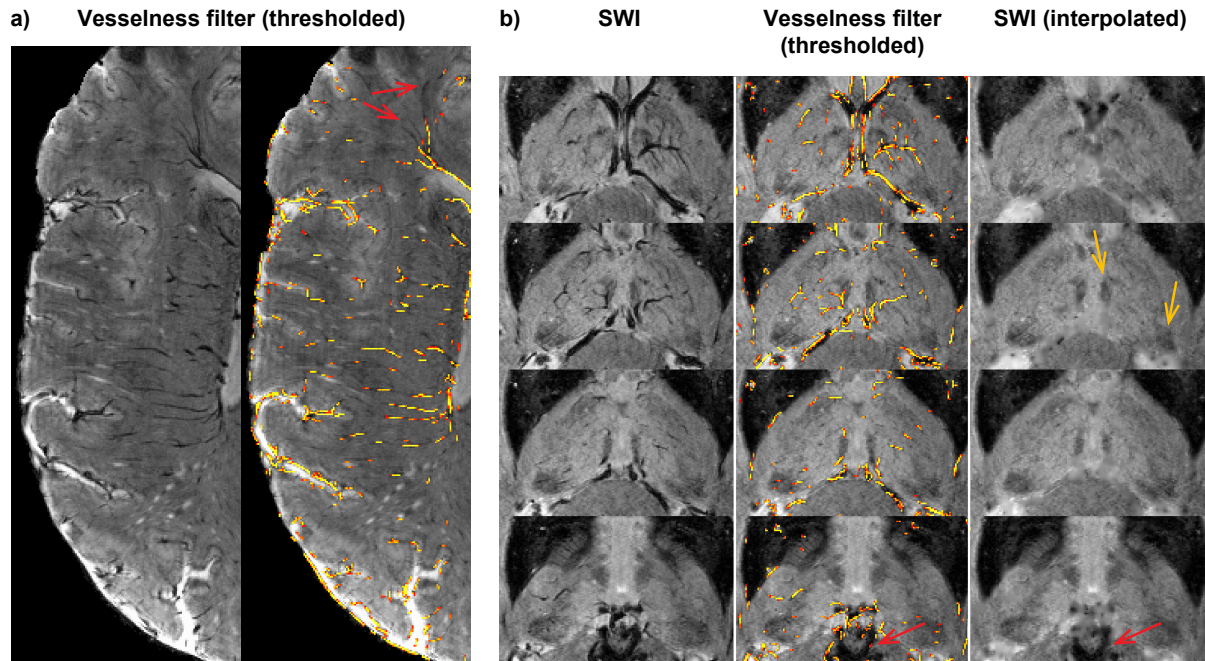 a) Vesselness filter (thresholded)
b) SWI Vesselness filter SWI (interpolated)
(thresholded)